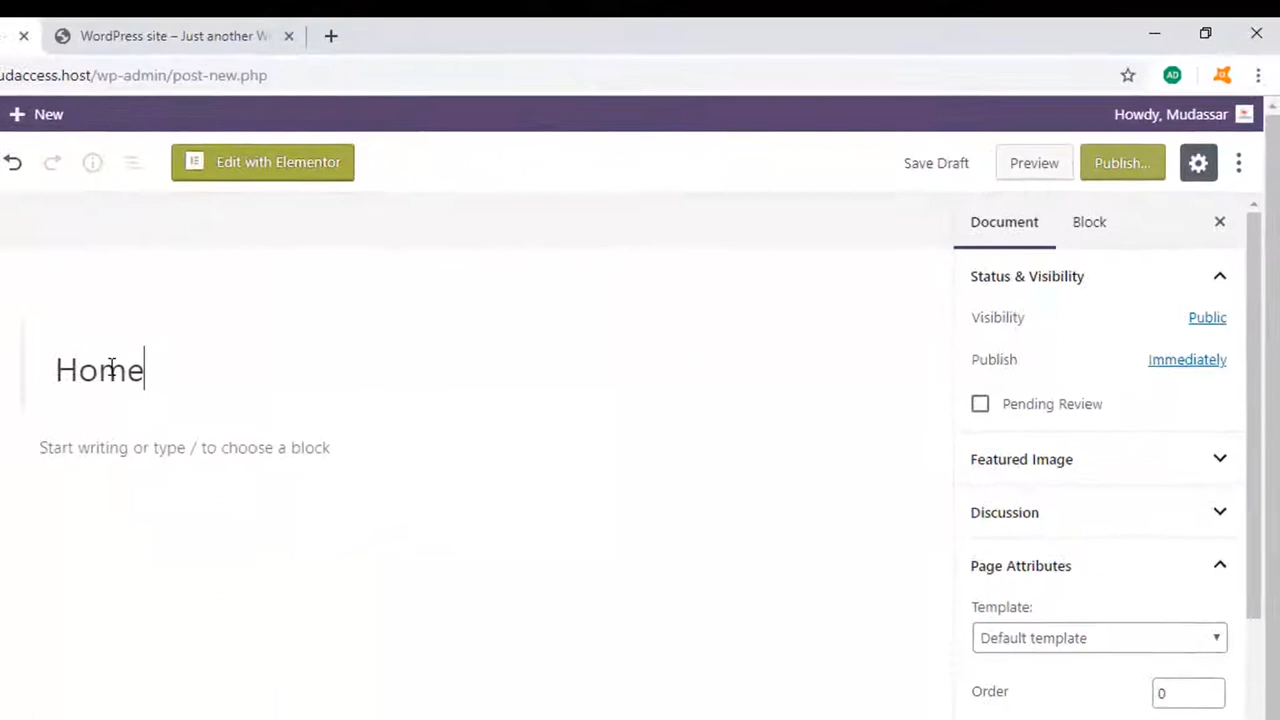 WordPress site – Just another W
udaccess.host/wp-admin/post-new.php
AD
New
Howdy, Mudassar
Edit with Elementor
Save Draft
Preview
Publish...
Document
Block
Status & Visibility
Visibility
Public
Home
Publish
Immediately
Pending Review
Start writing or type / to choose a block
Featured Image
Discussion
Page Attributes
Template:
Default template
Order
0